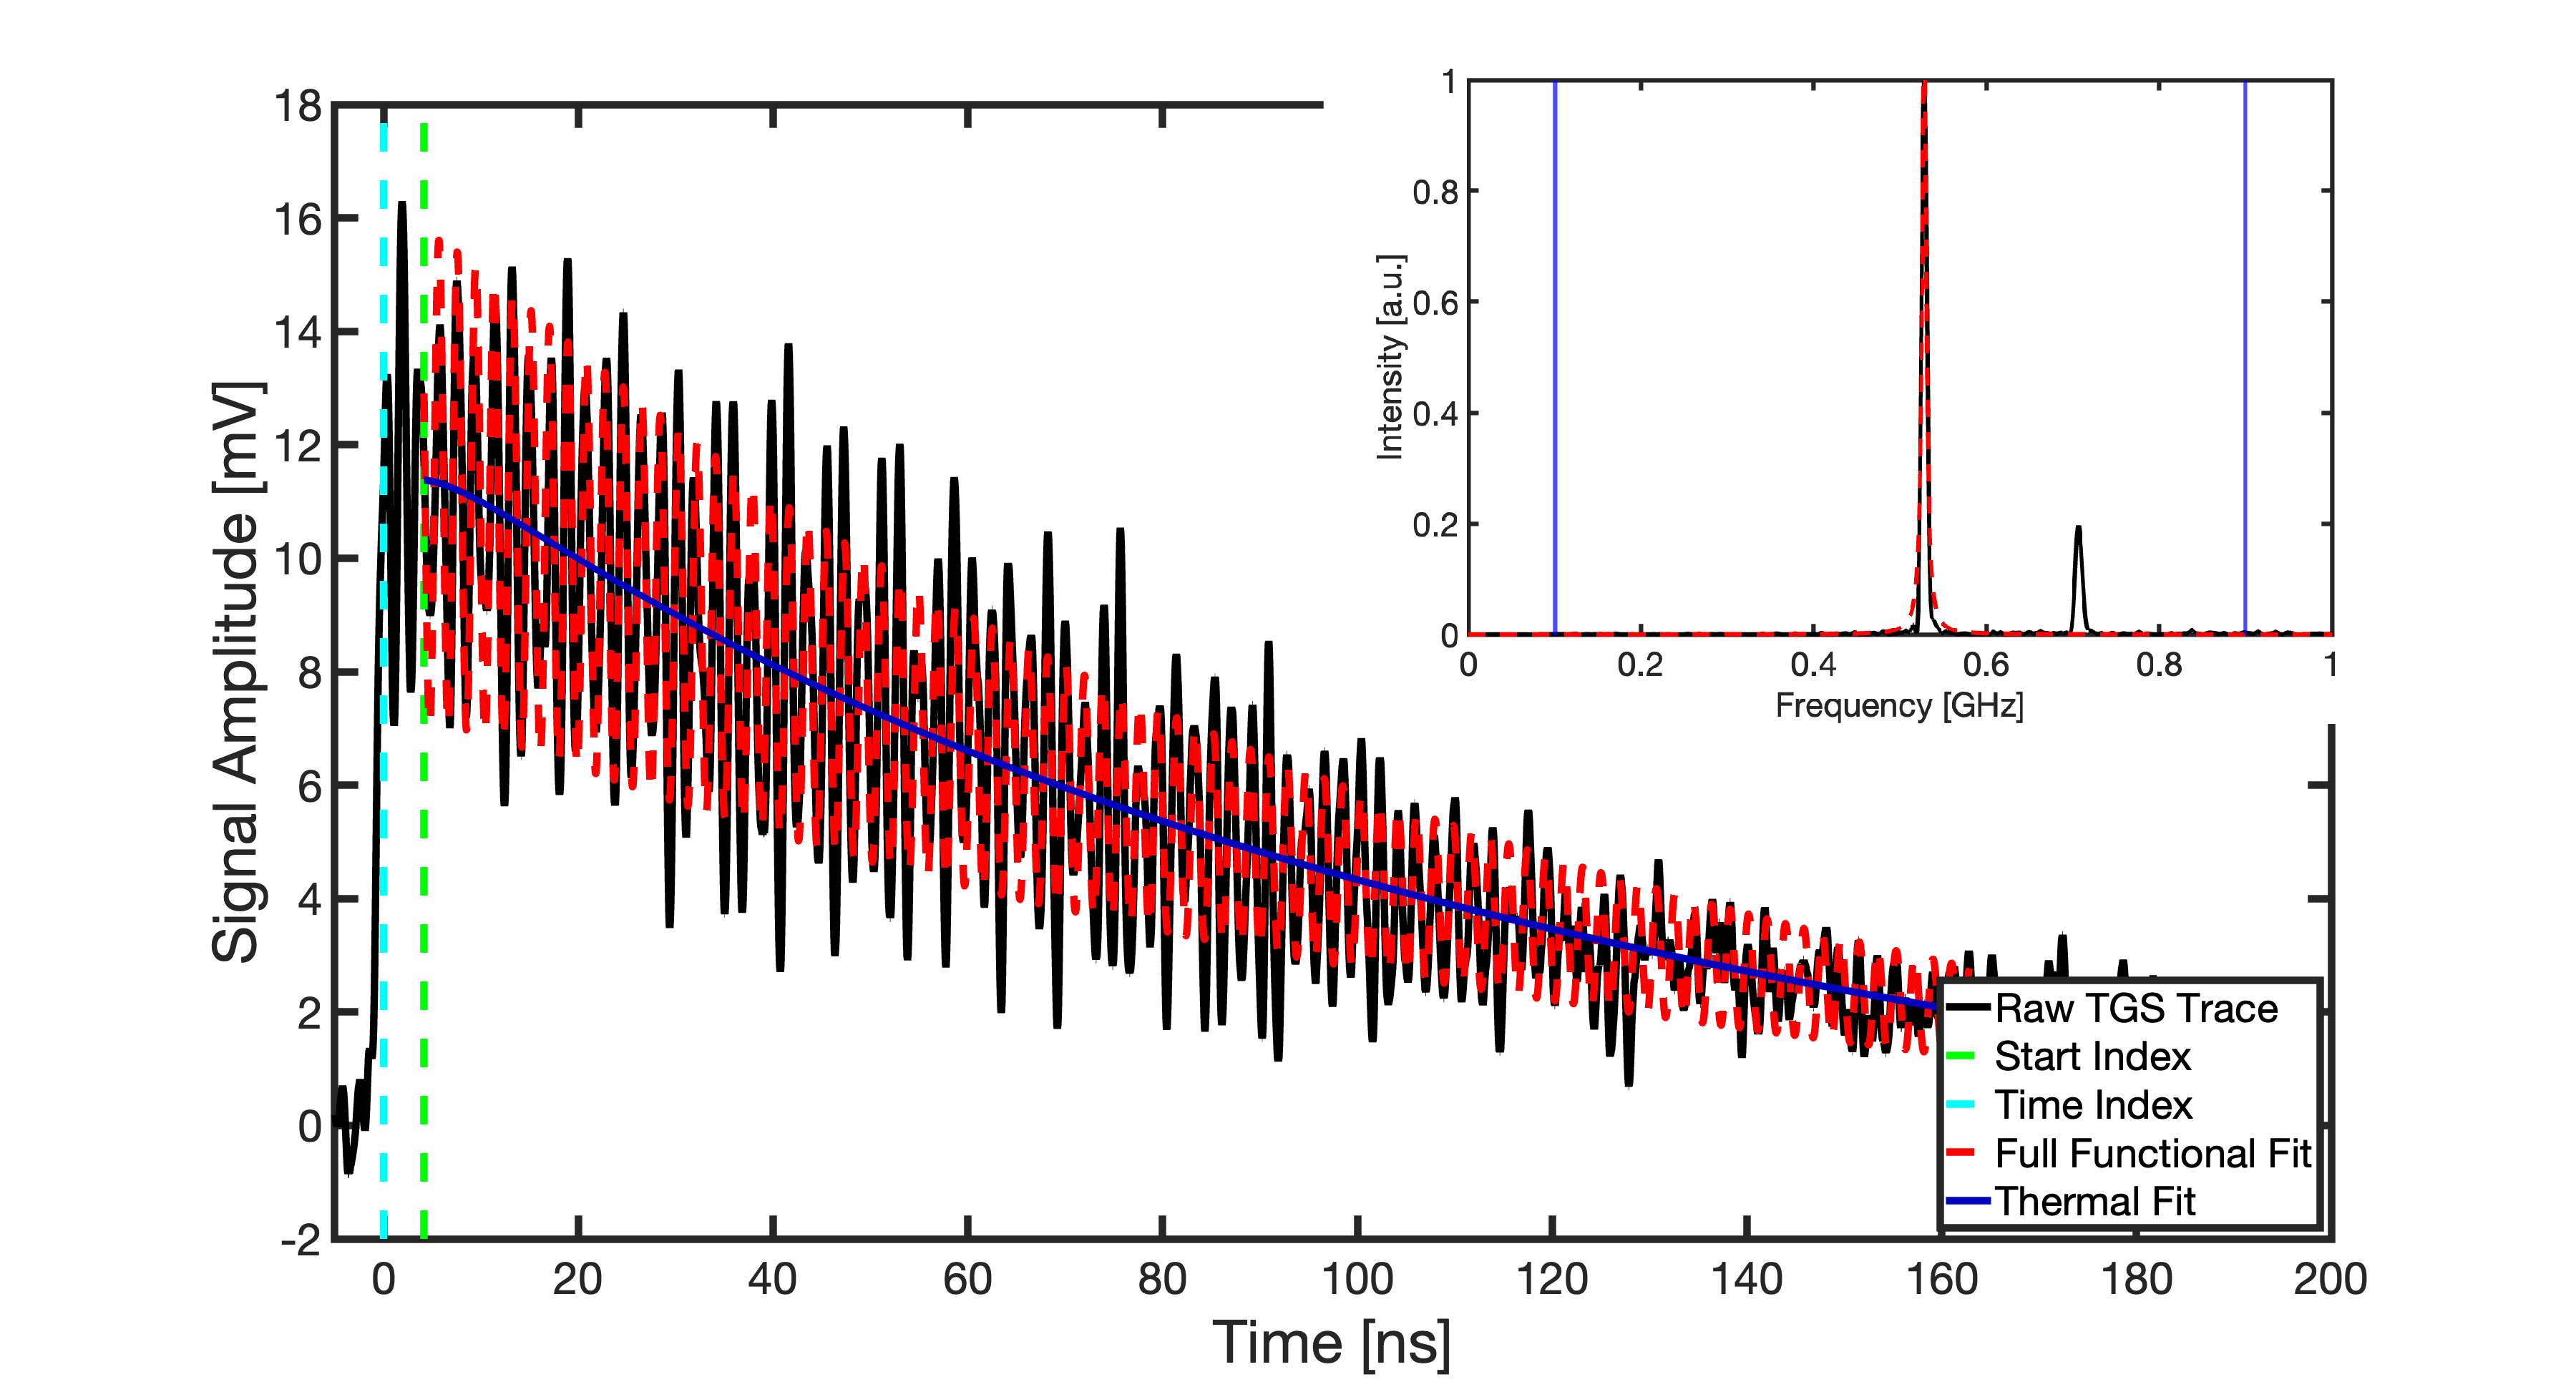 18
16
14
12
10
8
6
4
2
0
-2
Signal Amplitude [mV]
0 20 40 60 80 100 120 140 160 180 200
Time [ns]
1
0.8
0.6
0.4
0.2
0
Intensity [a.u.]
0 0.2 0.4 0.6 0.8 1
Frequency [GHz]
Raw TGS Trace
Start Index
Time Index
Full Functional Fit
Thermal Fit